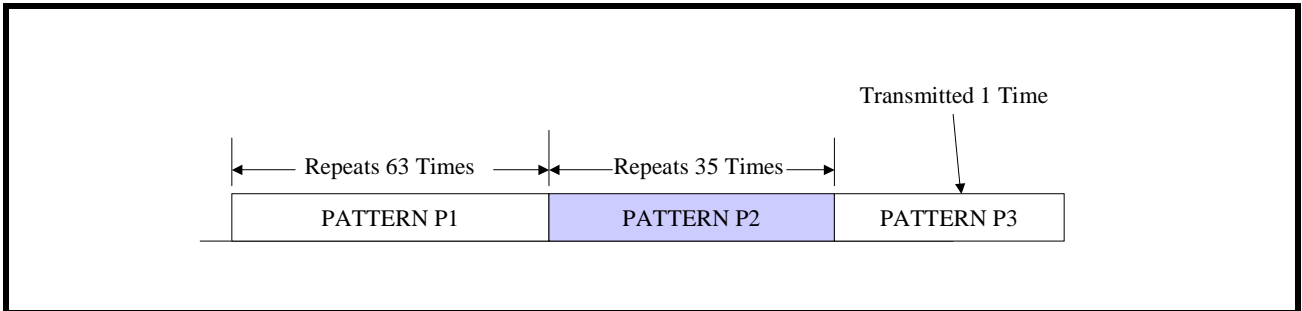 Transmitted 1 Time
Repeats 63 Times
Repeats 35 Times
PATTERN P1
PATTERN P2
PATTERN P3